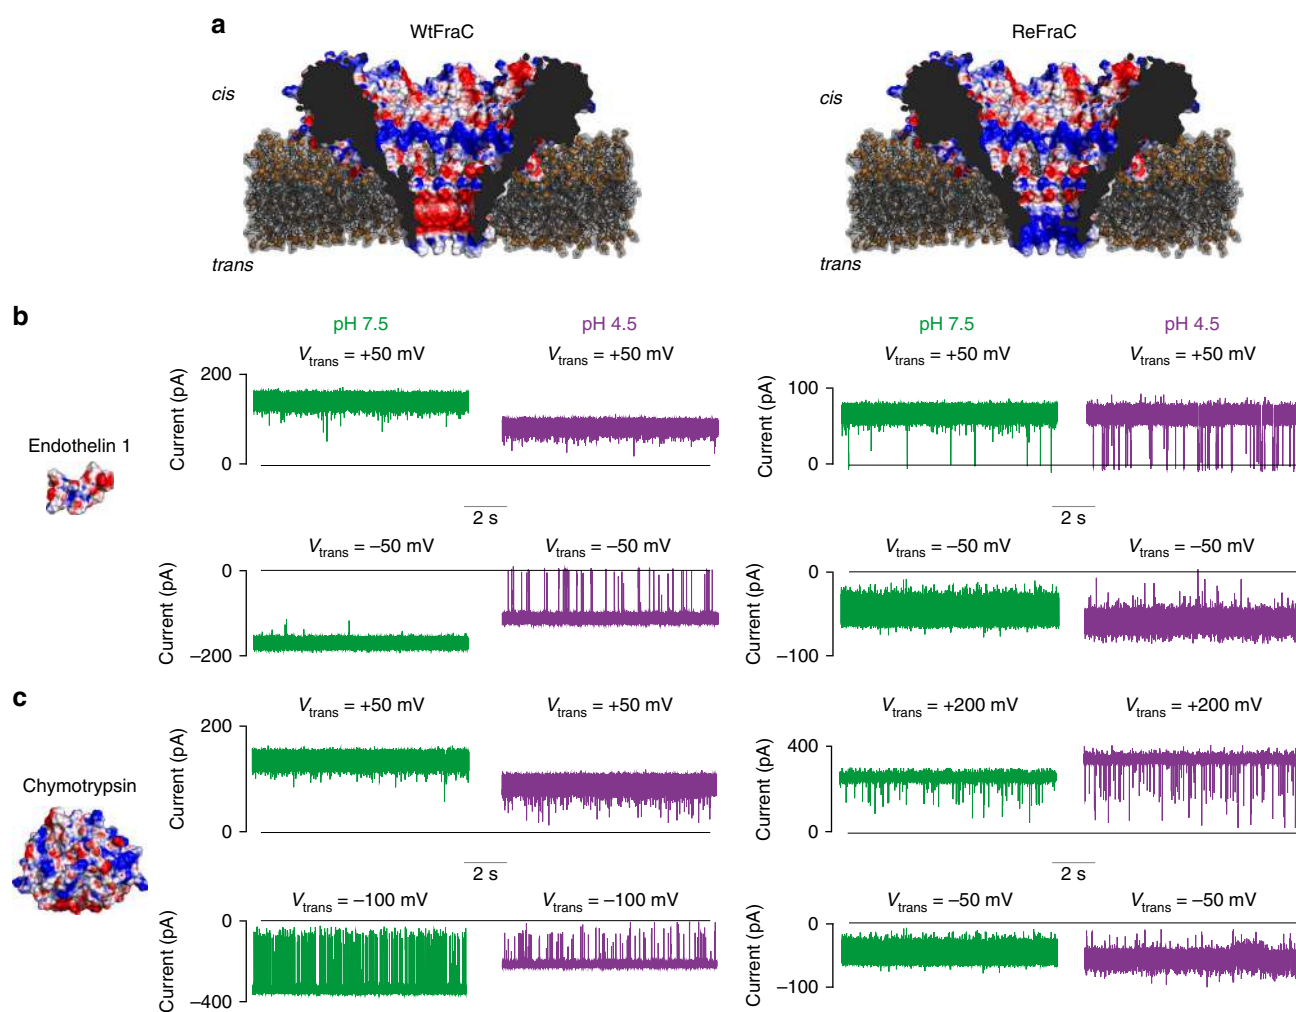 a
WtFraC
ReFraC
cis
cis
trans
trans
b
pH 7.5
pH 4.5
pH 7.5
pH 4.5
Vtrans = +50 mV
Vtrans = +50 mV
Vtrans = +50 mV
Vtrans = +50 mV
200
Current (pA)
0
100
Current (pA)
0
Endothelin 1
2 s
2 s
Vtrans = –50 mV
Vtrans = –50 mV
Vtrans = –50 mV
Vtrans = –50 mV
0
Current (pA)
–200
0
Current (pA)
–100
c
Vtrans = +50 mV
Vtrans = +50 mV
Vtrans = +200 mV
Vtrans = +200 mV
200
Current (pA)
0
400
Current (pA)
0
Chymotrypsin
2 s
2 s
Vtrans = –100 mV
Vtrans = –100 mV
Vtrans = –50 mV
Vtrans = –50 mV
0
Current (pA)
–400
0
Current (pA)
–100